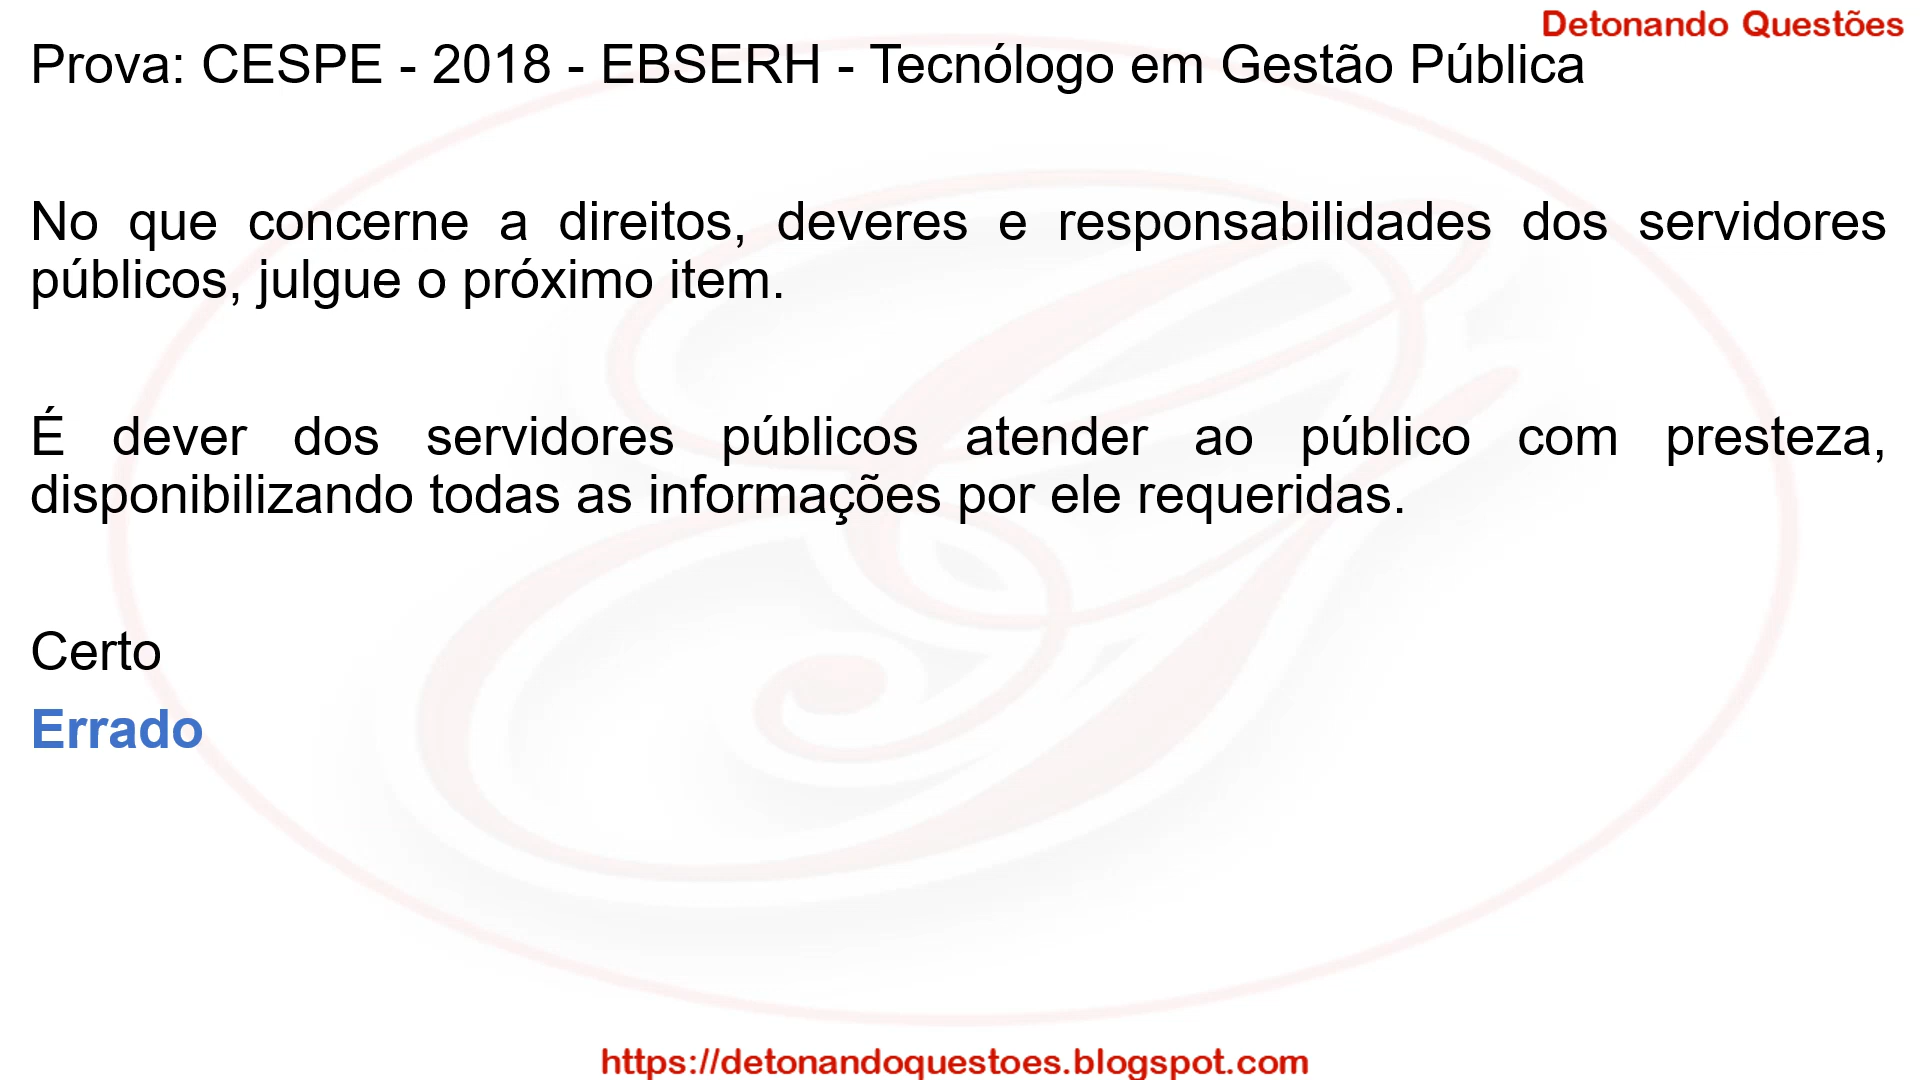 Detonando Questões
Prova: CESPE - 2018 - EBSERH - Tecnólogo em Gestão Pública
No que concerne a direitos, deveres e responsabilidades dos servidores
públicos, julgue o próximo item.
É dever dos servidores públicos atender ao público com presteza,
disponibilizando todas as informações por ele requeridas.
Certo
Errado
https://detonandoquestoes.blogspot.com